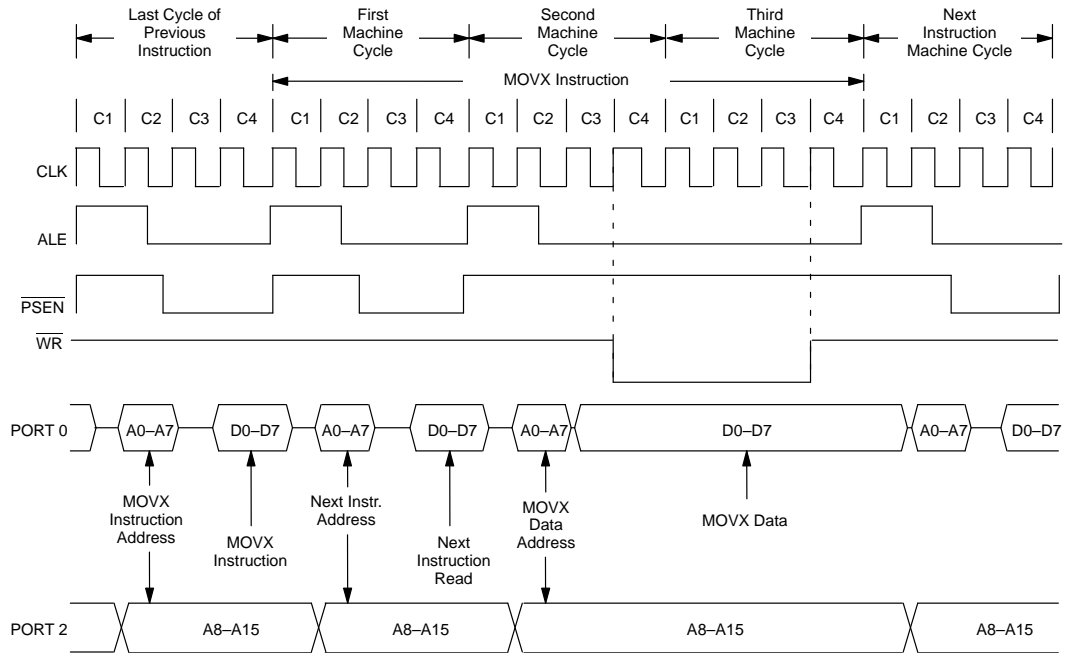 Last Cycle of
Previous
Instruction
First
Machine
Cycle
Second
Machine
Cycle
Third
Machine
Cycle
Next
Instruction
Machine Cycle
MOVX Instruction
C1 C2 C3 C4 C1 C2 C3 C4 C1 C2 C3 C4 C1 C2 C3 C4 C1 C2 C3 C4
CLK
ALE
PSEN
WR
PORT 0 A0–A7 D0–D7 A0–A7 D0–D7 A0–A7 D0–D7 A0–A7 D0–D7
MOVX
Instruction
Address
MOVX
Instruction
Next Instr.
Address
Next
Instruction
Read
MOVX
Data
Address
MOVX Data
PORT 2 A8–A15 A8–A15 A8–A15 A8–A15